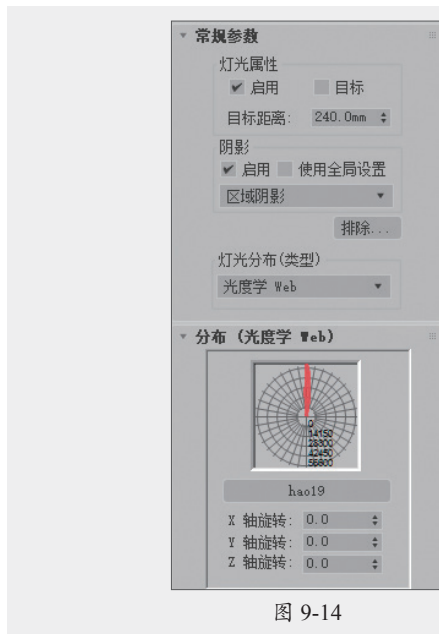 常规参数
灯光属性
启用 目标
目标距离: 240.0mm
阴影
启用 使用全局设置
区域阴影
排除...
灯光分布(类型)
光度学 Web
分布 (光度学 Web)
0
14150
28300
42450
56600
hao19
X 轴旋转: 0.0
Y 轴旋转: 0.0
Z 轴旋转: 0.0
图 9-14